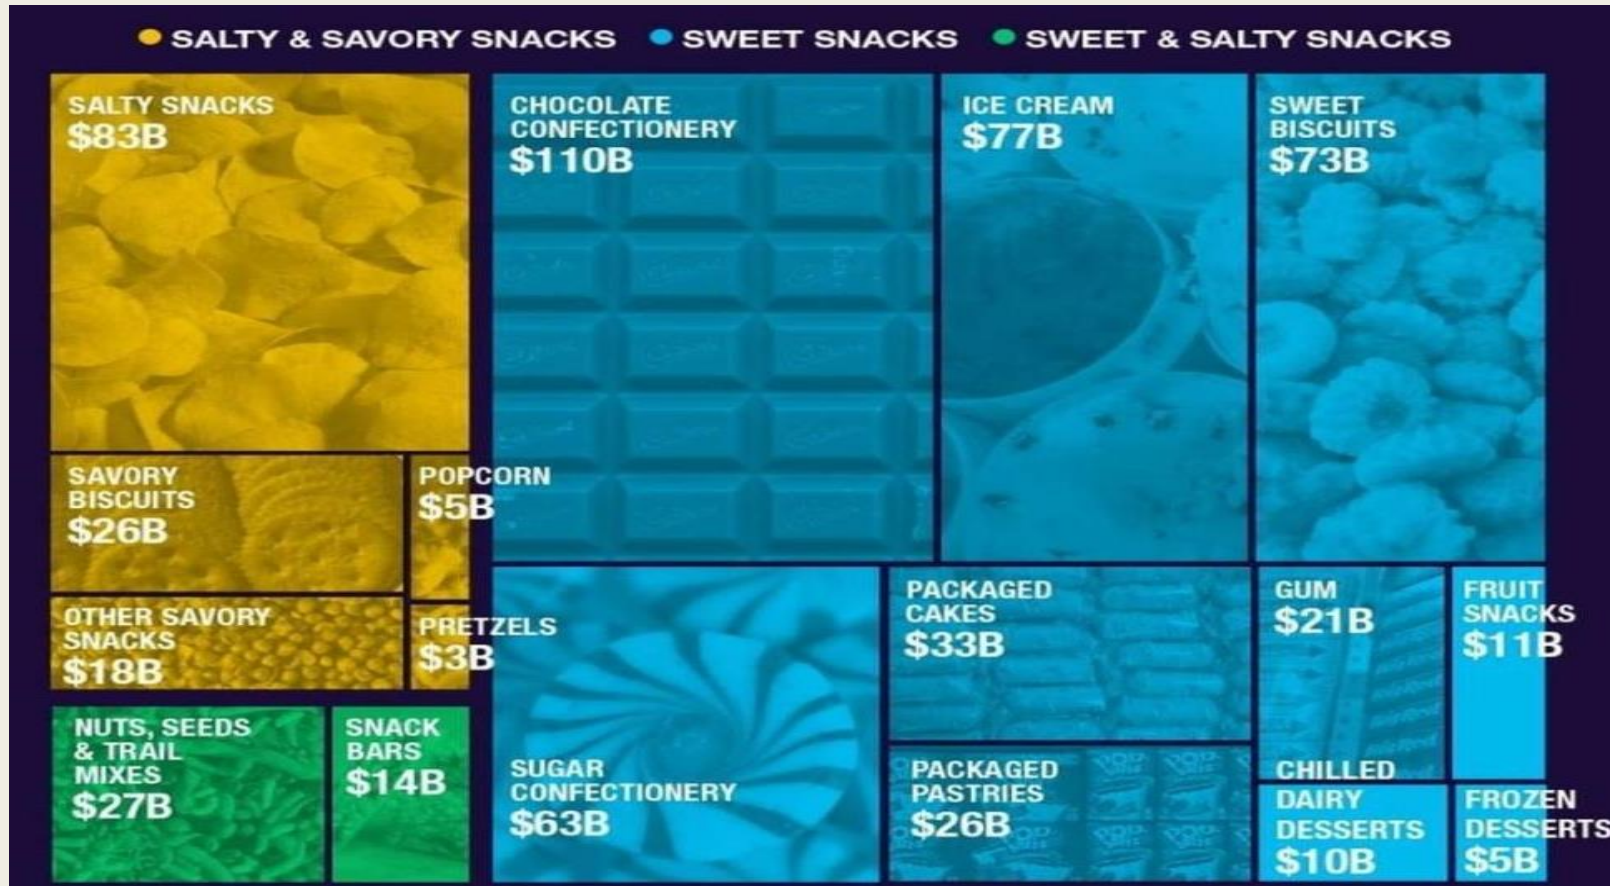 SALTY & SAVORY SNACKS SWEET SNACKS SWEET & SALTY SNACKS
SALTY SNACKS
$83B
CHOCOLATE
CONFECTIONERY
$110B
ICE CREAM
$77B
SWEET
BISCUITS
$73B
SAVORY
BISCUITS
$26B
POPCORN
$5B
OTHER SAVORY
SNACKS
$18B
PRETZELS
$3B
NUTS, SEEDS
& TRAIL
MIXES
$27B
SNACK
BARS
$14B
SUGAR
CONFECTIONERY
$63B
PACKAGED
CAKES
$33B
PACKAGED
PASTRIES
$26B
GUM
$21B
FRUIT
SNACKS
$11B
CHILLED
DAIRY
DESSERTS
$10B
FROZEN
DESSERTS
$5B